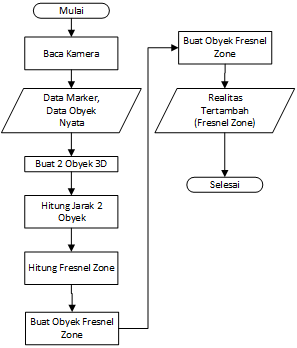 Mulai
Baca Kamera
Data Marker,
Data Obyek
Nyata
Buat 2 Obyek 3D
Hitung Jarak 2
Obyek
Hitung Fresnel Zone
Buat Obyek Fresnel
Zone
Buat Obyek Fresnel
Zone
Realitas
Tertambah
(Fresnel Zone)
Selesai